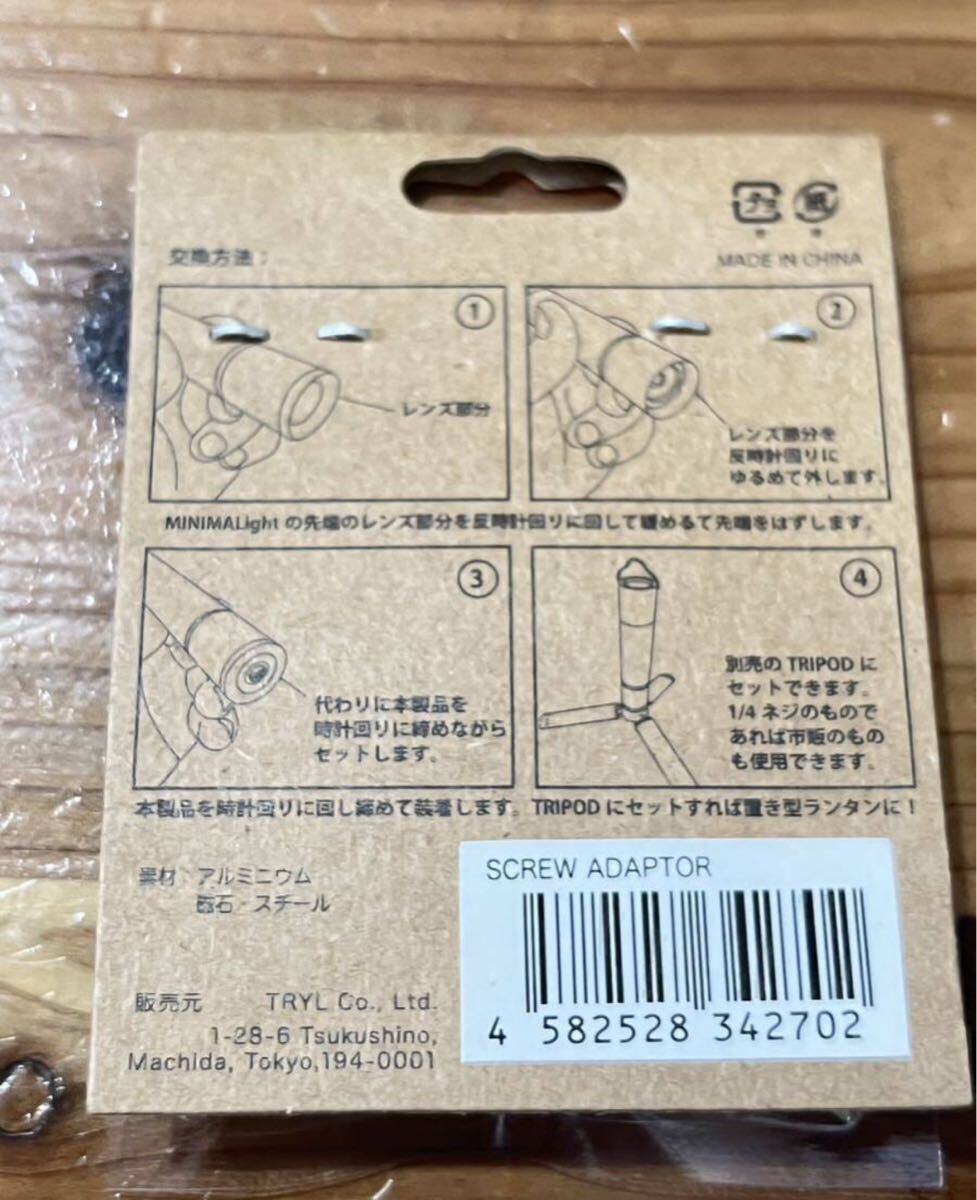 プラ
紙
MADE IN CHINA
交換方法：
①
レンズ部分
②
レンズ部分を
反時計回りに
ゆるめて外します。
MINIMALight の先端のレンズ部分を反時計回りに回して緩めるて先端をはずします。
③
代わりに本製品を
時計回りに締めながら
セットします。
④
別売の TRIPOD に
セットできます。
1/4 ネジのもので
あれば市販のものも
も使用できます。
本製品を時計回りに回し締めて装着します。
TRIPOD にセットすれば置き型ランタンに！
素材 アルミニウム
磁石・スチール
販売元 TRYL Co., Ltd.
1-28-6 Tsukushino,
Machida, Tokyo,194-0001
SCREW ADAPTOR
4 582528 342702